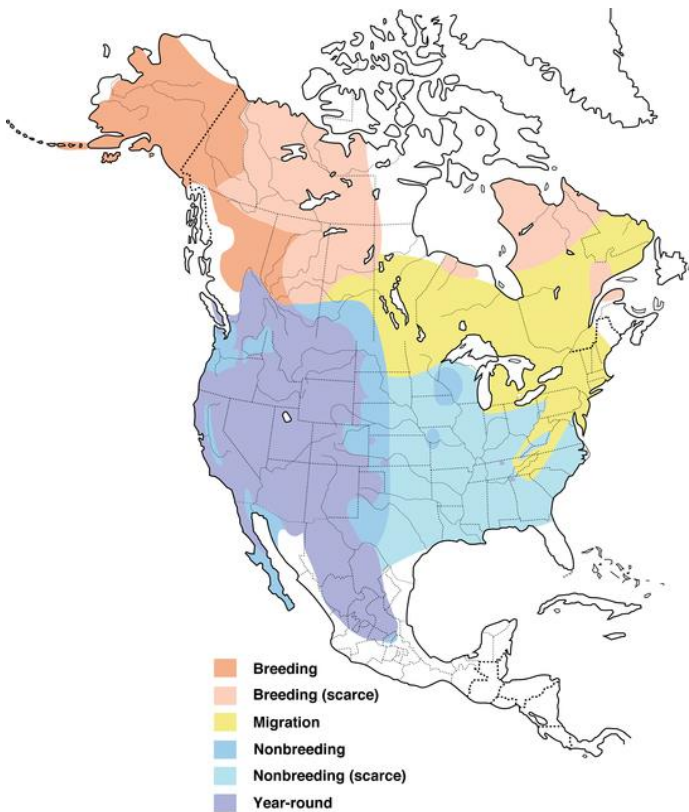 Breeding
Breeding (scarce)
Migration
Nonbreeding
Nonbreeding (scarce)
Year-round